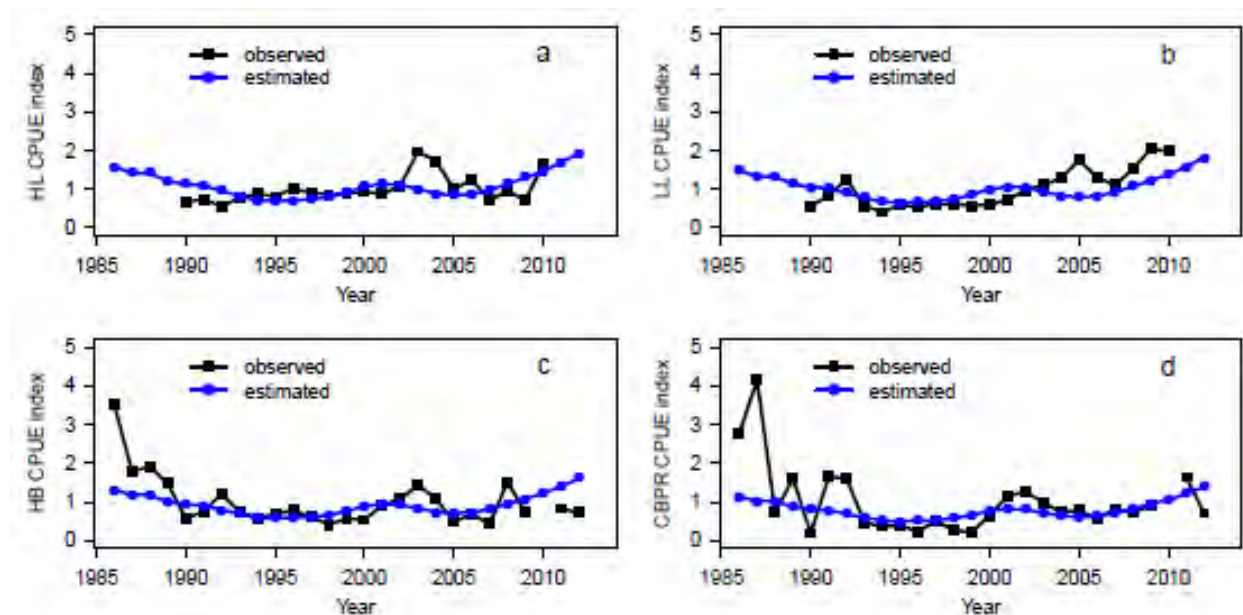 5
4
3
2
1
0
HL CPUE index
observed
estimated
a
1985 1990 1995 2000 2005 2010
Year
5
4
3
2
1
0
LL CPUE index
observed
estimated
b
1985 1990 1995 2000 2005 2010
Year
5
4
3
2
1
0
HB CPUE index
observed
estimated
c
1985 1990 1995 2000 2005 2010
Year
5
4
3
2
1
0
CBPR CPUE index
observed
estimated
d
1985 1990 1995 2000 2005 2010
Year